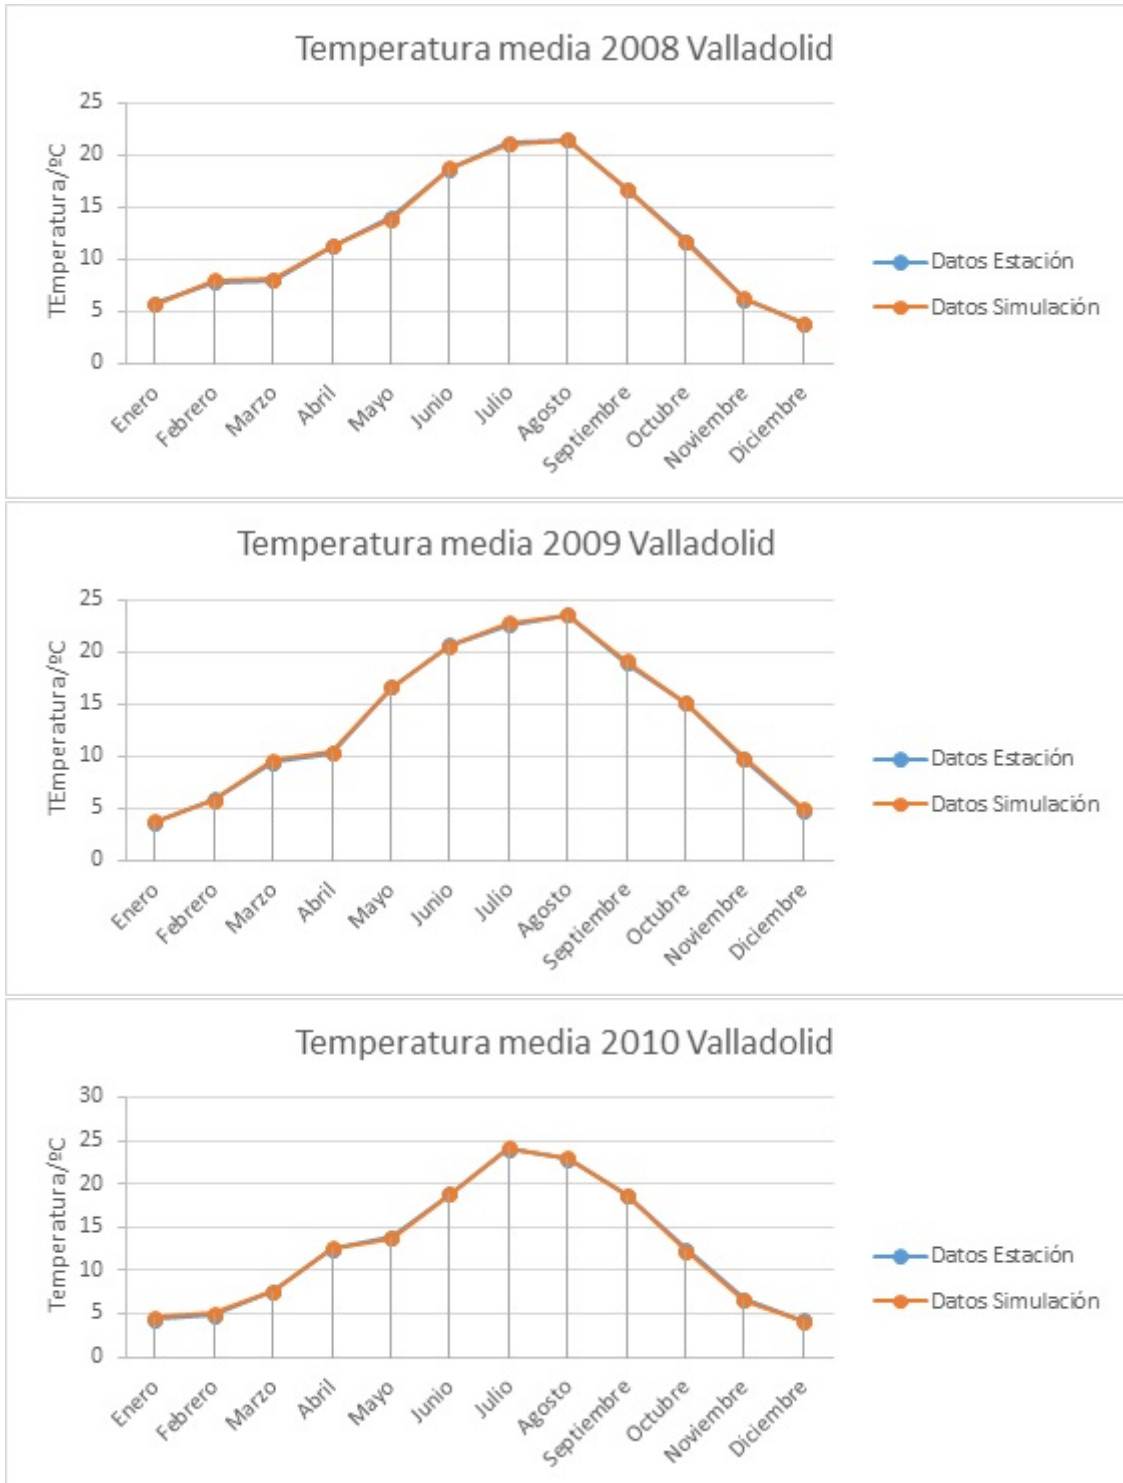 Temperatura media 2008 Valladolid
TEmperatura/ºC
25
20
15
10
5
0
Enero
Febrero
Marzo
Abril
Mayo
Junio
Julio
Agosto
Septiembre
Octubre
Noviembre
Diciembre
Datos Estación
Datos Simulación
Temperatura media 2009 Valladolid
TEmperatura/ºC
25
20
15
10
5
0
Enero
Febrero
Marzo
Abril
Mayo
Junio
Julio
Agosto
Septiembre
Octubre
Noviembre
Diciembre
Datos Estación
Datos Simulación
Temperatura media 2010 Valladolid
Temperatura/ºC
30
25
20
15
10
5
0
Enero
Febrero
Marzo
Abril
Mayo
Junio
Julio
Agosto
Septiembre
Octubre
Noviembre
Diciembre
Datos Estación
Datos Simulación